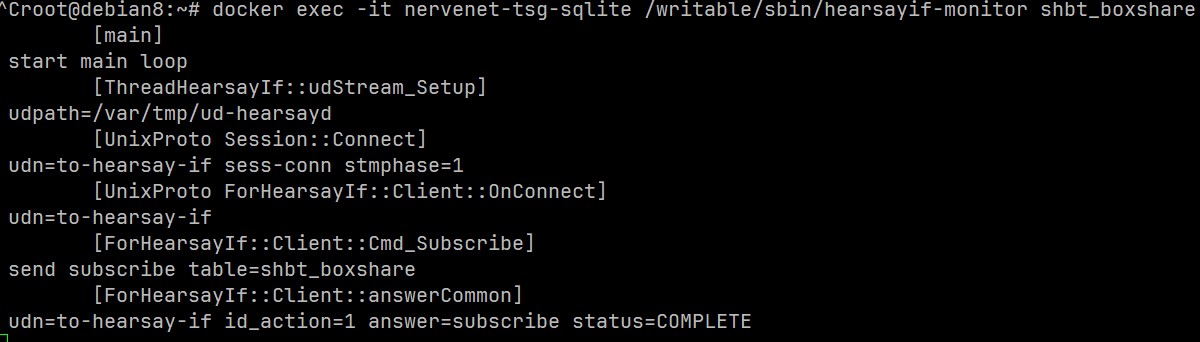 ^Croot@debian8:~# docker exec -it nervenet-tsg-sqlite /writable/sbin/hearsayif-monitor shbt_boxshare
[main]
start main loop
[ThreadHearsayIf::udStream_Setup]
udpath=/var/tmp/ud-hearsayd
[UnixProto Session::Connect]
udn=to-hearsay-if sess-conn stmphase=1
[UnixProto ForHearsayIf::Client::OnConnect]
udn=to-hearsay-if
[ForHearsayIf::Client::Cmd_Subscribe]
send subscribe table=shbt_boxshare
[ForHearsayIf::Client::answerCommon]
udn=to-hearsay-if id_action=1 answer=subscribe status=COMPLETE